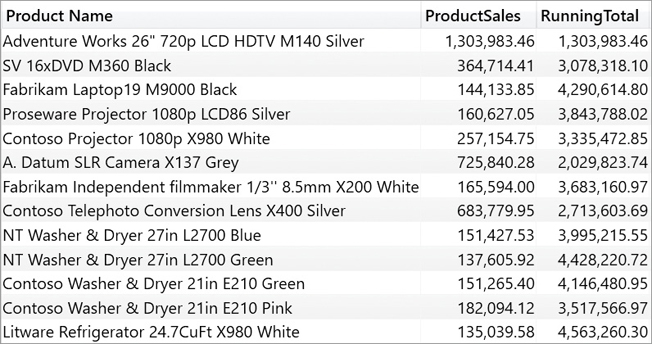 Product Name ProductSales RunningTotal
Adventure Works 26" 720p LCD HDTV M140 Silver 1,303,983.46 1,303,983.46
SV 16xDVD M360 Black 364,714.41 3,078,318.10
Fabrikam Laptop19 M9000 Black 144,133.85 4,290,614.80
Proseware Projector 1080p LCD86 Silver 160,627.05 3,843,788.02
Contoso Projector 1080p X980 White 257,154.75 3,335,472.85
A. Datum SLR Camera X137 Grey 725,840.28 2,029,823.74
Fabrikam Independent filmmaker 1/3'' 8.5mm X200 White 165,594.00 3,683,160.97
Contoso Telephoto Conversion Lens X400 Silver 683,779.95 2,713,603.69
NT Washer & Dryer 27in L2700 Blue 151,427.53 3,995,215.55
NT Washer & Dryer 27in L2700 Green 137,605.92 4,428,220.72
Contoso Washer & Dryer 21in E210 Green 151,265.40 4,146,480.95
Contoso Washer & Dryer 21in E210 Pink 182,094.12 3,517,566.97
Litware Refrigerator 24.7CuFt X980 White 135,039.58 4,563,260.30